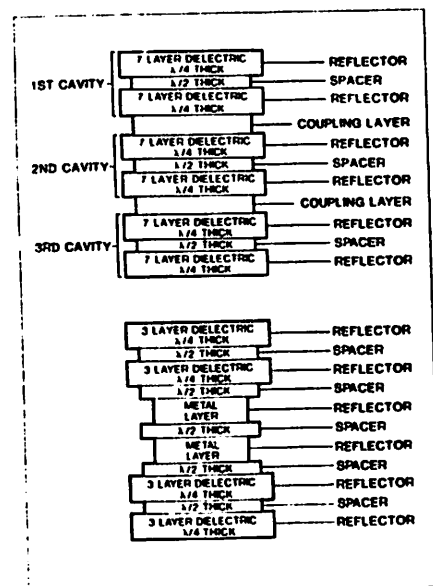 7 LAYER DIELECTRIC
λ/4 THICK
REFLECTOR
1ST CAVITY
λ/2 THICK
SPACER
7 LAYER DIELECTRIC
λ/4 THICK
REFLECTOR
COUPLING LAYER
7 LAYER DIELECTRIC
λ/4 THICK
REFLECTOR
2ND CAVITY
λ/2 THICK
SPACER
7 LAYER DIELECTRIC
λ/4 THICK
REFLECTOR
COUPLING LAYER
7 LAYER DIELECTRIC
λ/4 THICK
REFLECTOR
3RD CAVITY
λ/2 THICK
SPACER
7 LAYER DIELECTRIC
λ/4 THICK
REFLECTOR
3 LAYER DIELECTRIC
λ/4 THICK
REFLECTOR
λ/2 THICK
SPACER
3 LAYER DIELECTRIC
λ/4 THICK
REFLECTOR
λ/2 THICK
SPACER
METAL
LAYER
REFLECTOR
λ/2 THICK
SPACER
METAL
LAYER
REFLECTOR
λ/2 THICK
SPACER
3 LAYER DIELECTRIC
λ/4 THICK
REFLECTOR
λ/2 THICK
SPACER
3 LAYER DIELECTRIC
λ/4 THICK
REFLECTOR